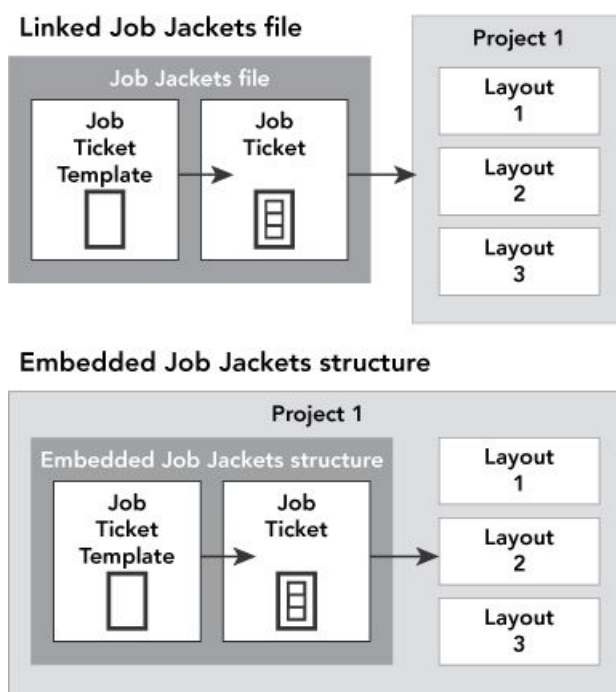 Linked Job Jackets file
Job Jackets file
Job
Ticket
Template
Job
Ticket
Project 1
Layout
1
Layout
2
Layout
3
Embedded Job Jackets structure
Project 1
Embedded Job Jackets structure
Job
Ticket
Template
Job
Ticket
Layout
1
Layout
2
Layout
3